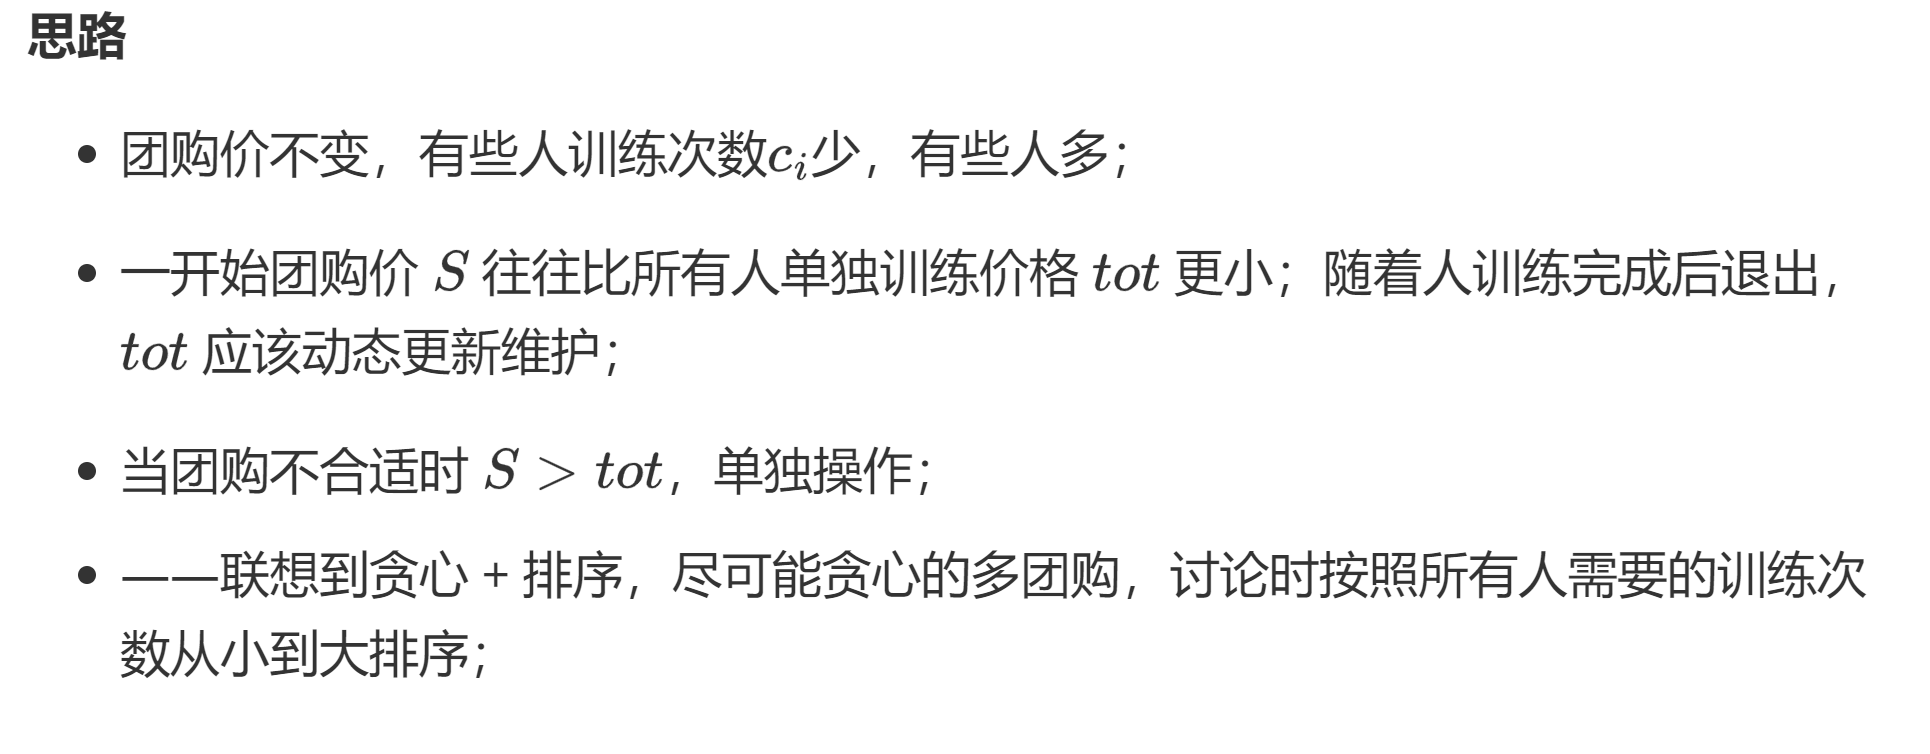 思路
团购价不变，有些人训练次数c_i少，有些人多；
一开始团购价 S 往往比所有人单独训练价格 tot 更小；随着人训练完成后退出，
tot 应该动态更新维护；
当团购不合适时 S > tot，单独操作；
——联想到贪心 + 排序，尽可能贪心的多团购，讨论时按照所有人需要的训练次
数从小到大排序；